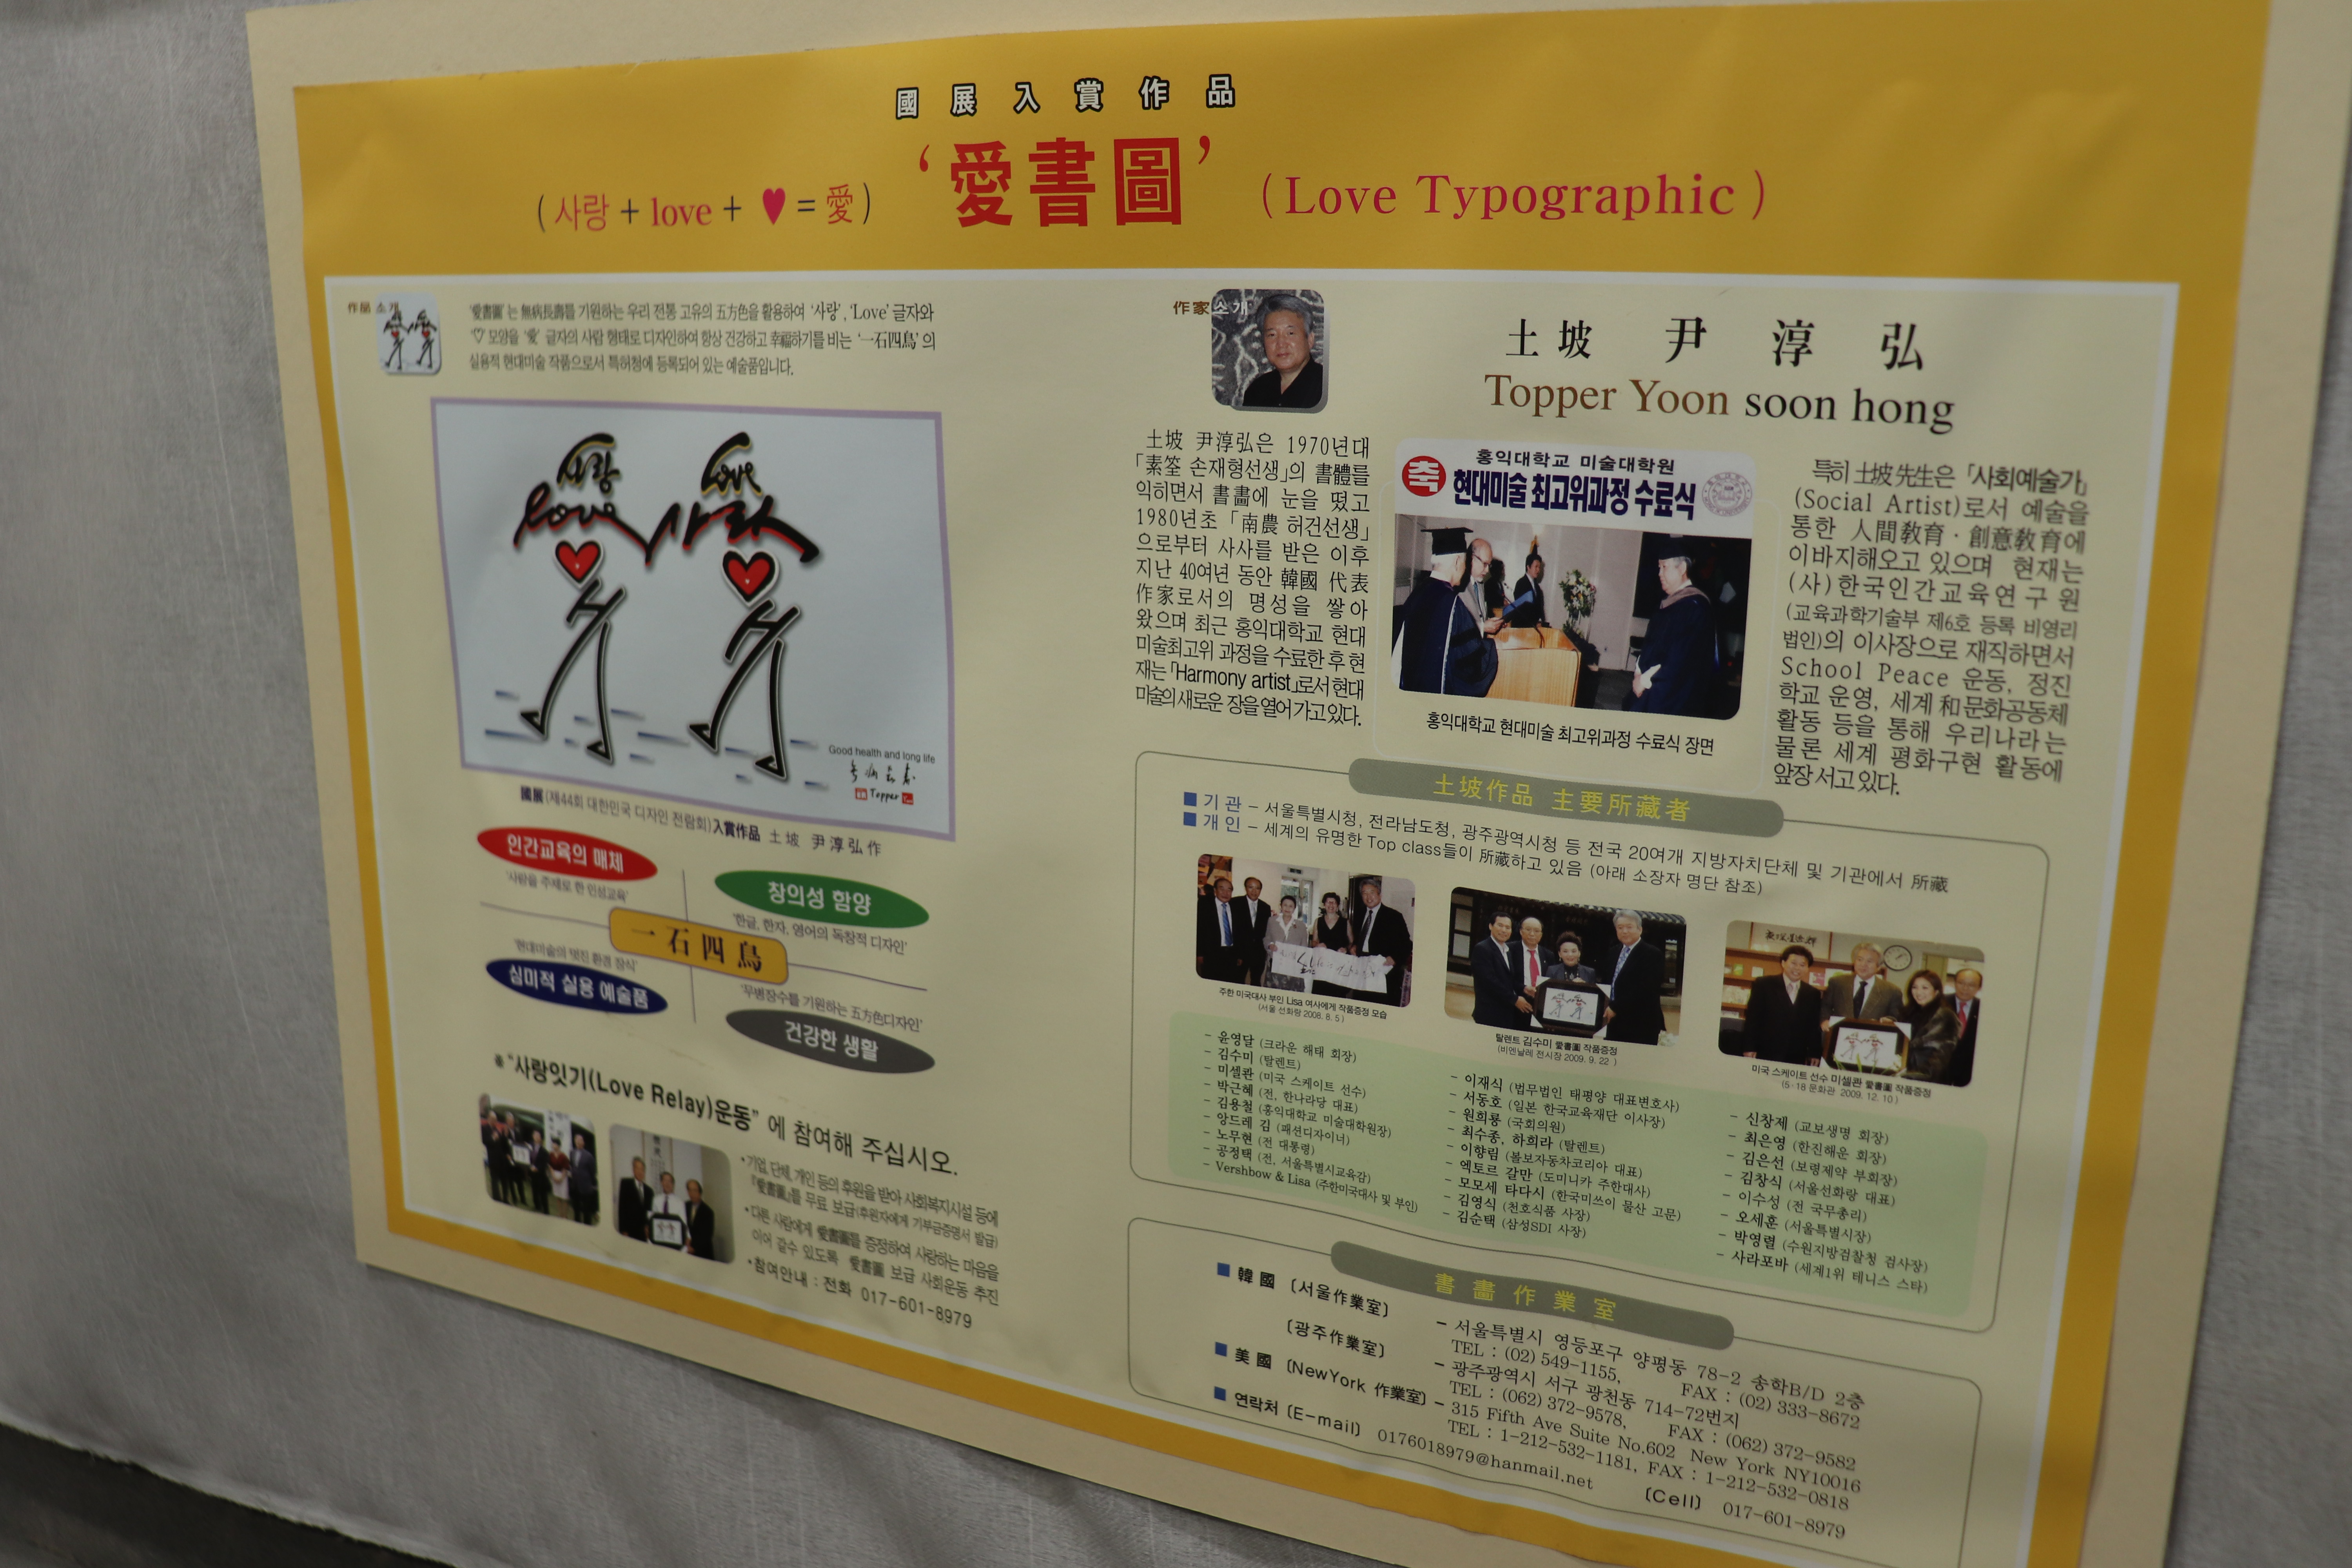 國展入賞作品
(사랑 + love + ♥ = 愛) ‘愛書圖’ (Love Typographic)
作品 소개
‘愛書圖’는 無病長壽를 기원하는 우리 전통 고유의 五方色을 활용하여 ‘사랑’, ‘Love’ 글자와
‘♡’ 모양을 ‘愛’ 글자의 사람 형태로 디자인하여 항상 건강하고 幸福하기를 비는 ‘一石四鳥’의
실용적 현대미술 작품으로서 특허청에 등록되어 있는 예술품입니다.
사랑 love
love 사랑
Good health and long life
Topper
國展(제44회 대한민국 디자인 전람회)入賞作品 土坡 尹淳弘 作
인간교육의 매체
‘사랑을 주제로 한 인성교육’
창의성 함양
‘한글, 한자, 영어의 독창적 디자인’
一石四鳥
‘현대미술의 멋진 환경 장식’
심미적 실용 예술품
‘무병장수를 기원하는 五方色디자인’
건강한 생활
※ “사랑잇기(Love Relay)운동” 에 참여해 주십시오.
• 기업, 단체, 개인 등의 후원을 받아 사회복지시설 등에
『愛書圖』를 무료 보급(후원자에게 기부금증명서 발급)
• 다른 사람에게 愛書圖를 증정하여 사랑하는 마음을
이어 갈수 있도록 愛書圖 보급 사회운동 추진
• 참여안내 : 전화 017-601-8979
作家 소개
土坡 尹淳弘
Topper Yoon soon hong
土坡 尹淳弘은 1970년대
「素筌 손재형선생」의 書體를
익히면서 書畫에 눈을 떴고
1980년초 「南農 허건선생」
으로부터 사사를 받은 이후
지난 40여년 동안 韓國 代表
作家로서의 명성을 쌓아
왔으며 최근 홍익대학교 현대
미술최고위 과정을 수료한 후 현
재는 「Harmony artist」로서 현대
미술의 새로운 장을 열어 가고 있다.
홍익대학교 미술대학원
축 현대미술 최고위과정 수료식
홍익대학교 현대미술 최고위과정 수료식 장면
특히 土坡 先生은 「사회예술가」
(Social Artist)로서 예술을
통한 人間敎育·創意敎育에
이바지해오고 있으며 현재는
(사)한국인간교육연구원
(교육과학기술부 제6호 등록 비영리
법인)의 이사장으로 재직하면서
School Peace 운동, 정진
학교 운영, 세계 和문화공동체
활동 등을 통해 우리나라는
물론 세계 평화구현 활동에
앞장 서고 있다.
土坡作品 主要所藏者
■ 기 관 – 서울특별시청, 전라남도청, 광주광역시청 등 전국 20여개 지방자치단체 및 기관에서 所藏
■ 개 인 – 세계의 유명한 Top class들이 所藏하고 있음 (아래 소장자 명단 참조)
주한 미국대사 부인 Lisa 여사에게 작품증정 모습
(서울 선화랑 2008. 8. 5)
탈렌트 김수미 愛書圖 작품증정
(비엔날레 전시장 2009. 9. 22)
미국 스케이트 선수 미셸콴 愛書圖 작품증정
(5·18 문화관 2009. 12. 10)
– 윤영달 (크라운 해태 회장)
– 김수미 (탈렌트)
– 미셸콴 (미국 스케이트 선수)
– 박근혜 (전, 한나라당 대표)
– 김용철 (홍익대학교 미술대학원장)
– 앙드레 김 (패션디자이너)
– 노무현 (전 대통령)
– 공정택 (전, 서울특별시교육감)
– Vershbow & Lisa (주한미국대사 및 부인)
– 이재식 (법무법인 태평양 대표변호사)
– 서동호 (일본 한국교육재단 이사장)
– 원희룡 (국회의원)
– 최수종, 하희라 (탈렌트)
– 이향림 (볼보자동차코리아 대표)
– 엑토르 갈만 (도미니카 주한대사)
– 모모세 타다시 (한국미쓰이 물산 고문)
– 김영식 (천호식품 사장)
– 김순택 (삼성SDI 사장)
– 신창제 (교보생명 회장)
– 최은영 (한진해운 회장)
– 김은선 (보령제약 부회장)
– 김창식 (서울선화랑 대표)
– 이수성 (전 국무총리)
– 오세훈 (서울특별시장)
– 박영렬 (수원지방검찰청 검사장)
– 사라포바 (세계1위 테니스 스타)
書畫作業室
■ 韓國 〔서울作業室〕 – 서울특별시 영등포구 양평동 78-2 송학B/D 2층
TEL : (02) 549-1155, FAX : (02) 333-8672
〔광주作業室〕 – 광주광역시 서구 광천동 714-72번지
TEL : (062) 372-9578, FAX : (062) 372-9582
■ 美國 〔NewYork 作業室〕 – 315 Fifth Ave Suite No.602 New York NY10016
TEL : 1-212-532-1181, FAX : 1-212-532-0818
■ 연락처 〔E-mail〕 0176018979@hanmail.net 〔Cell〕 017-601-8979